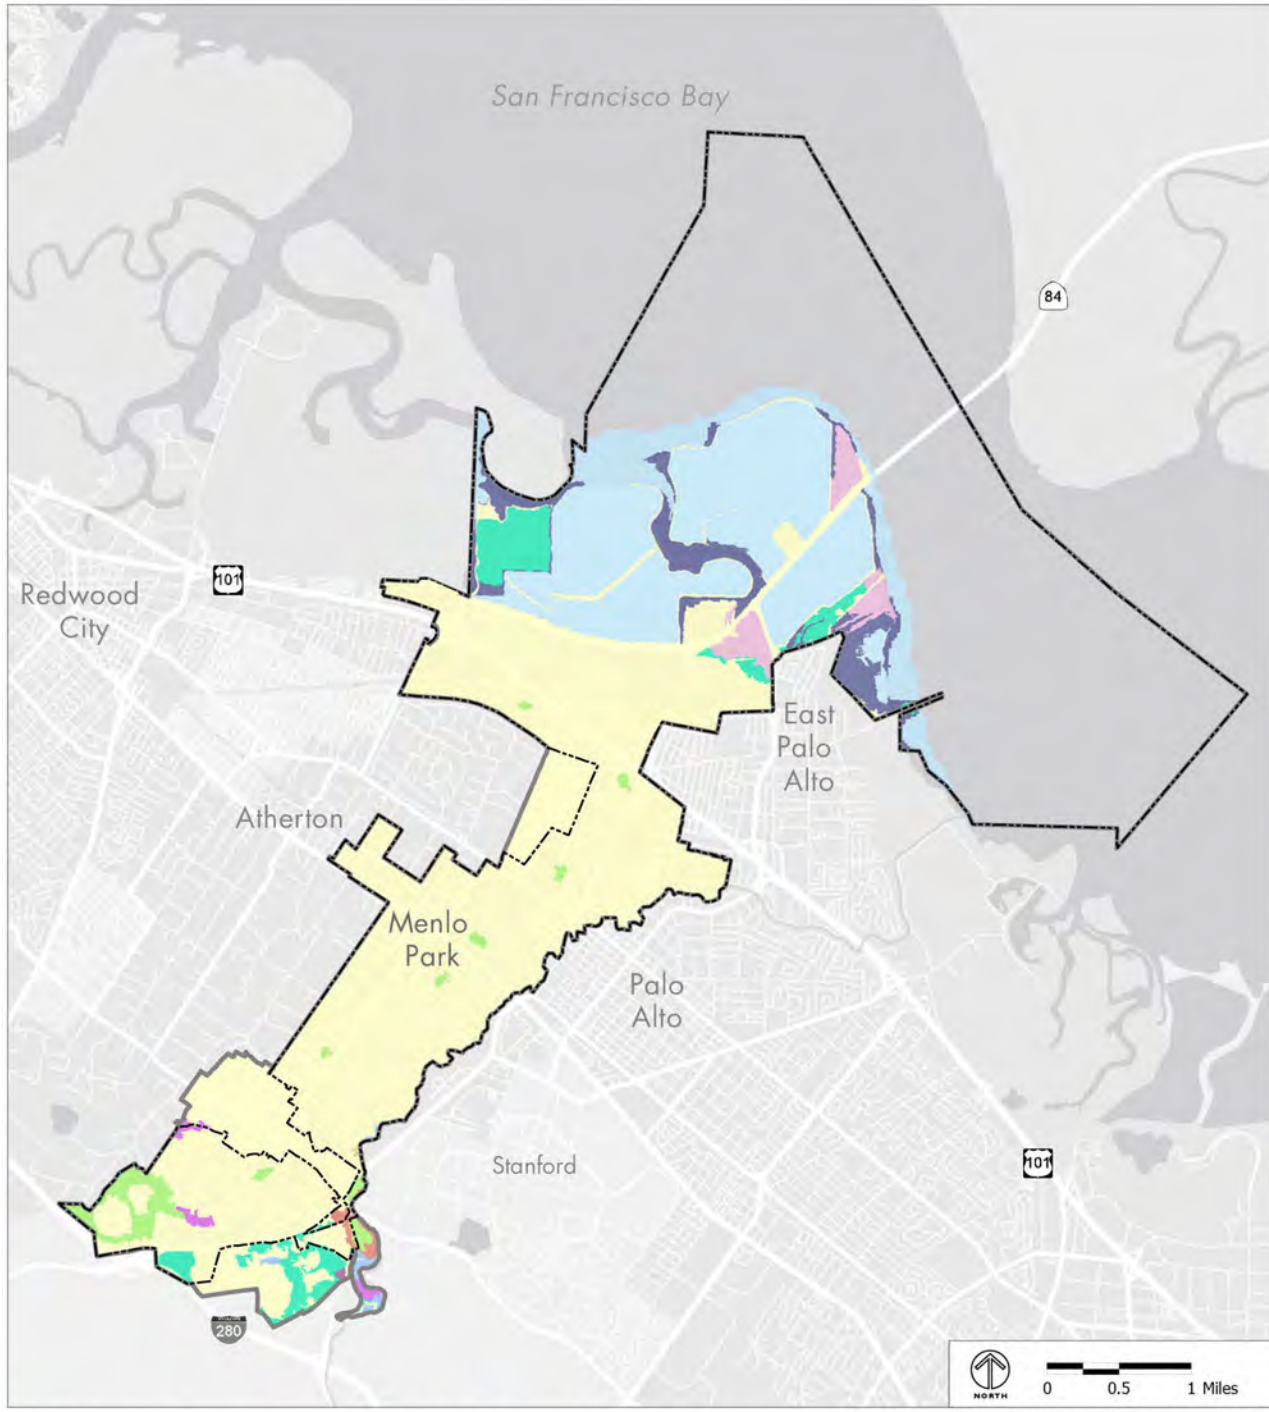 San Francisco Bay
84
Redwood
City
101
East
Palo
Alto
Atherton
Menlo
Park
Palo
Alto
Stanford
101
280
NORTH
0 0.5 1 Miles